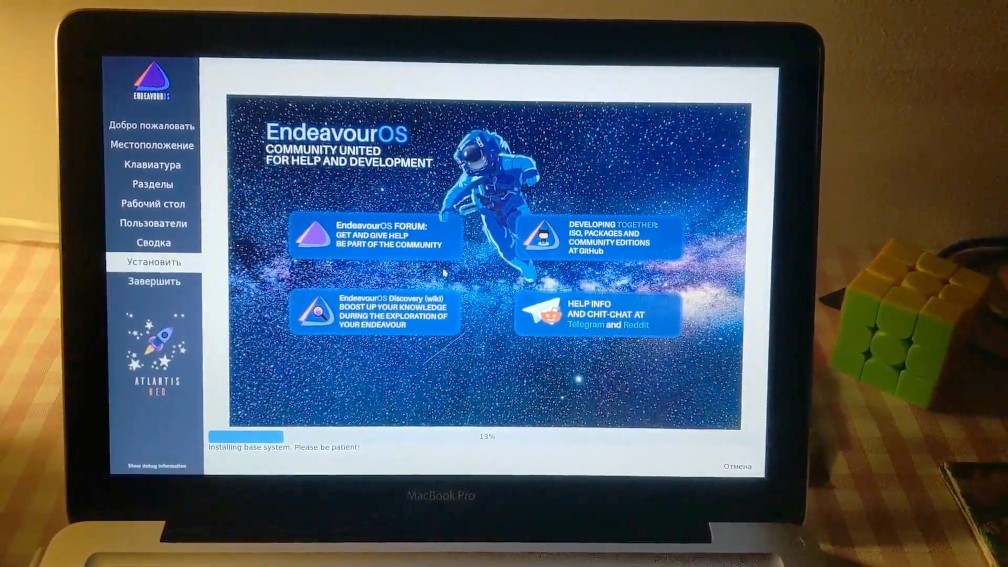 ENDEAVOUROS
Добро пожаловать
Местоположение
Клавиатура
Разделы
Рабочий стол
Пользователи
Сводка
Установить
Завершить
ATLANTIS
NEO
Show debug information
EndeavourOS
COMMUNITY UNITED
FOR HELP AND DEVELOPMENT
EndeavourOS FORUM:
GET AND GIVE HELP
BE PART OF THE COMMUNITY
DEVELOPING TOGETHER:
ISO, PACKAGES AND
COMMUNITY EDITIONS
AT GitHub
EndeavourOS Discovery (wiki)
BOOST UP YOUR KNOWLEDGE
DURING THE EXPLORATION OF
YOUR ENDEAVOUR
HELP INFO
AND CHIT-CHAT AT
Telegram and Reddit
13%
Installing base system. Please be patient!
Отмена
MacBook Pro